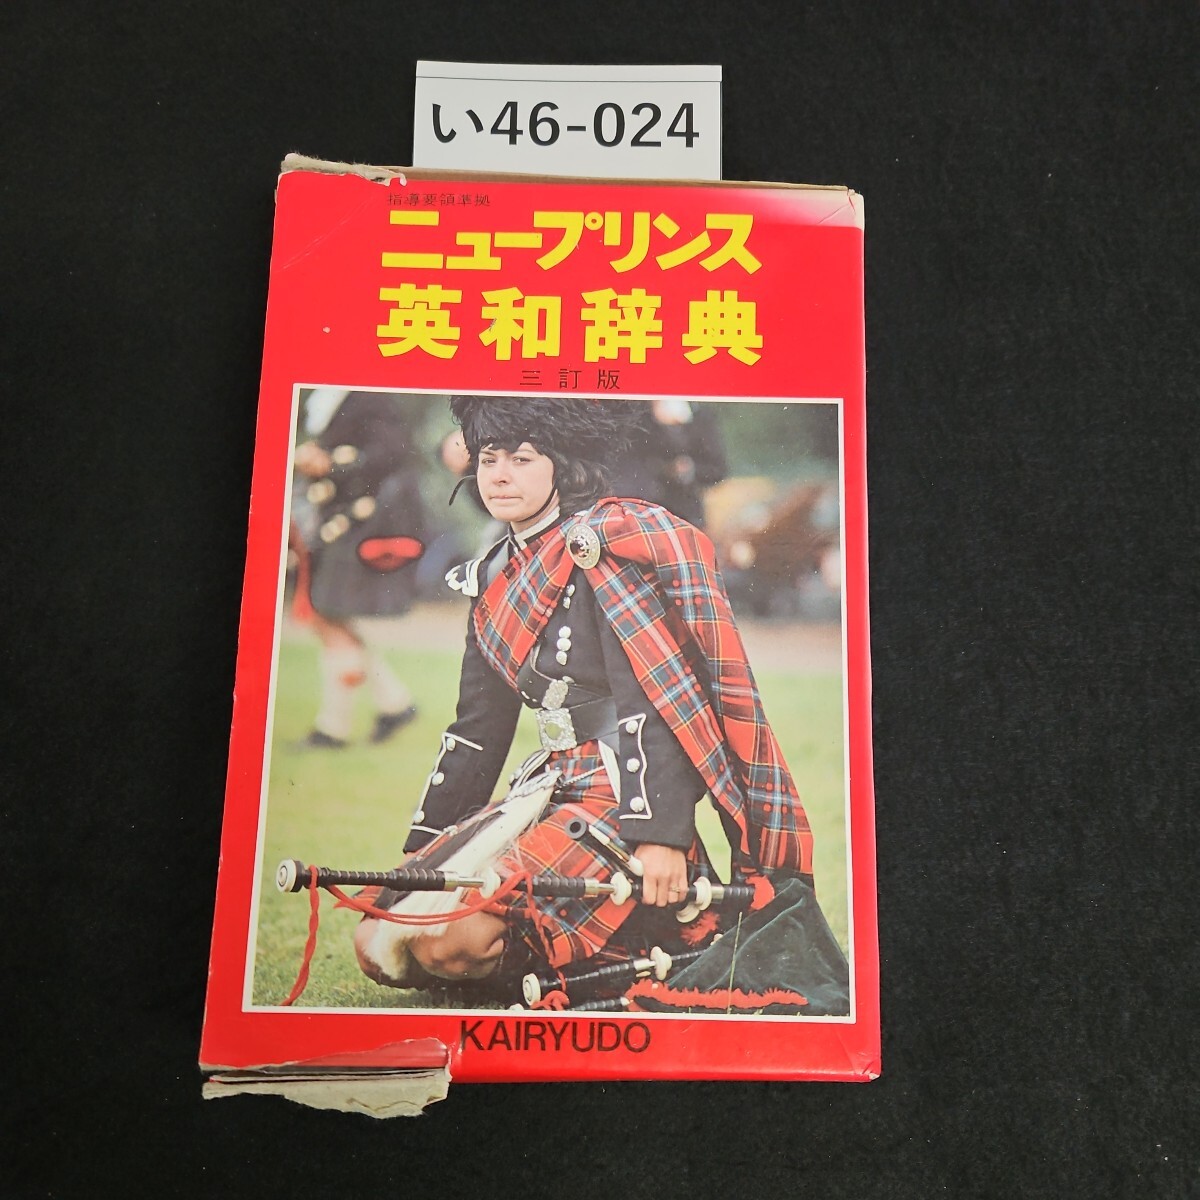 い46-024
指導要領準拠
ニュープリンス
英和辞典
三訂版
KAIRYUDO